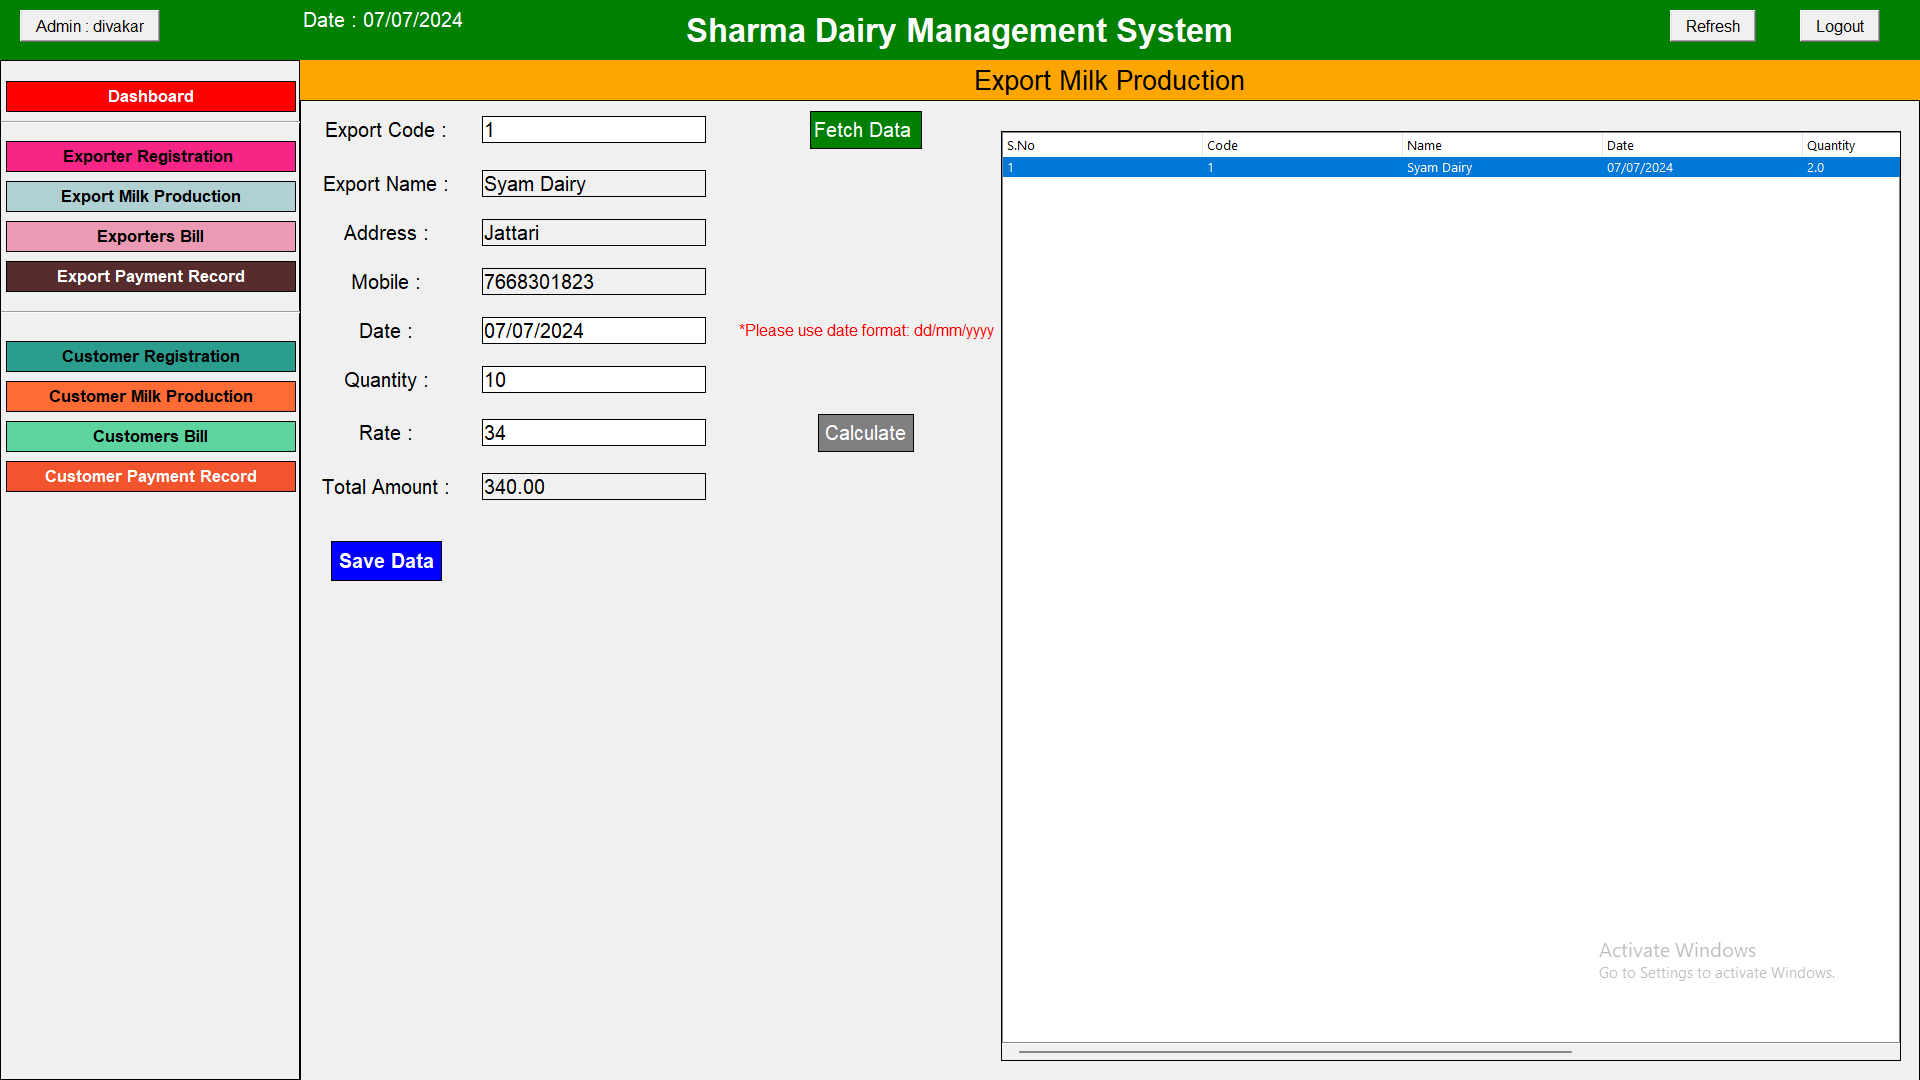 Admin : divakar
Date : 07/07/2024
Sharma Dairy Management System
Refresh
Logout
Dashboard
Exporter Registration
Export Milk Production
Exporters Bill
Export Payment Record
Customer Registration
Customer Milk Production
Customers Bill
Customer Payment Record
Export Milk Production
Export Code : 1
Fetch Data
Export Name : Syam Dairy
Address : Jattari
Mobile : 7668301823
Date : 07/07/2024 *Please use date format: dd/mm/yyyy
Quantity : 10
Rate : 34
Calculate
Total Amount : 340.00
Save Data
S.No Code Name Date Quantity
1 1 Syam Dairy 07/07/2024 2.0
Activate Windows
Go to Settings to activate Windows.